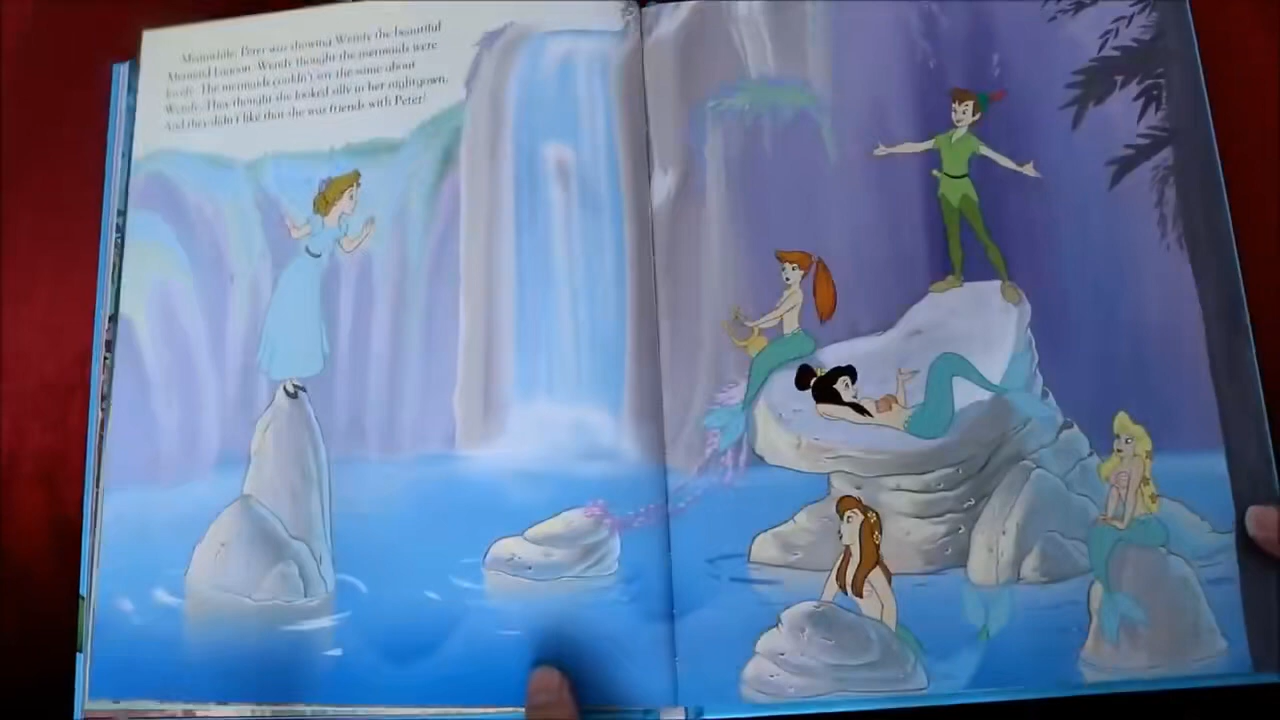 Meanwhile, Peter was showing Wendy the beautiful
Mermaid Lagoon. Wendy thought the mermaids were
lovely. The mermaids couldn't say the same about
Wendy. They thought she looked silly in her nightgown.
And they didn't like that she was friends with Peter!